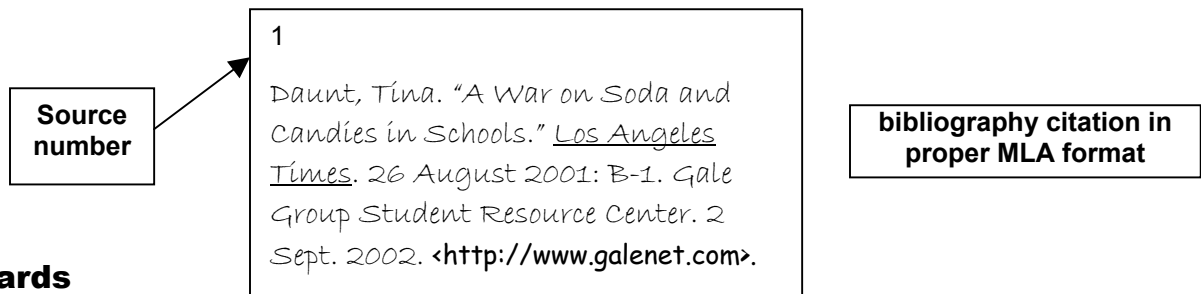 1
Source
number
Daunt, Tina. “A War on Soda and
Candies in Schools.” Los Angeles
Times. 26 August 2001: B-1. Gale
Group Student Resource Center. 2
Sept. 2002. <http://www.galenet.com>.
bibliography citation in
proper MLA format
ards